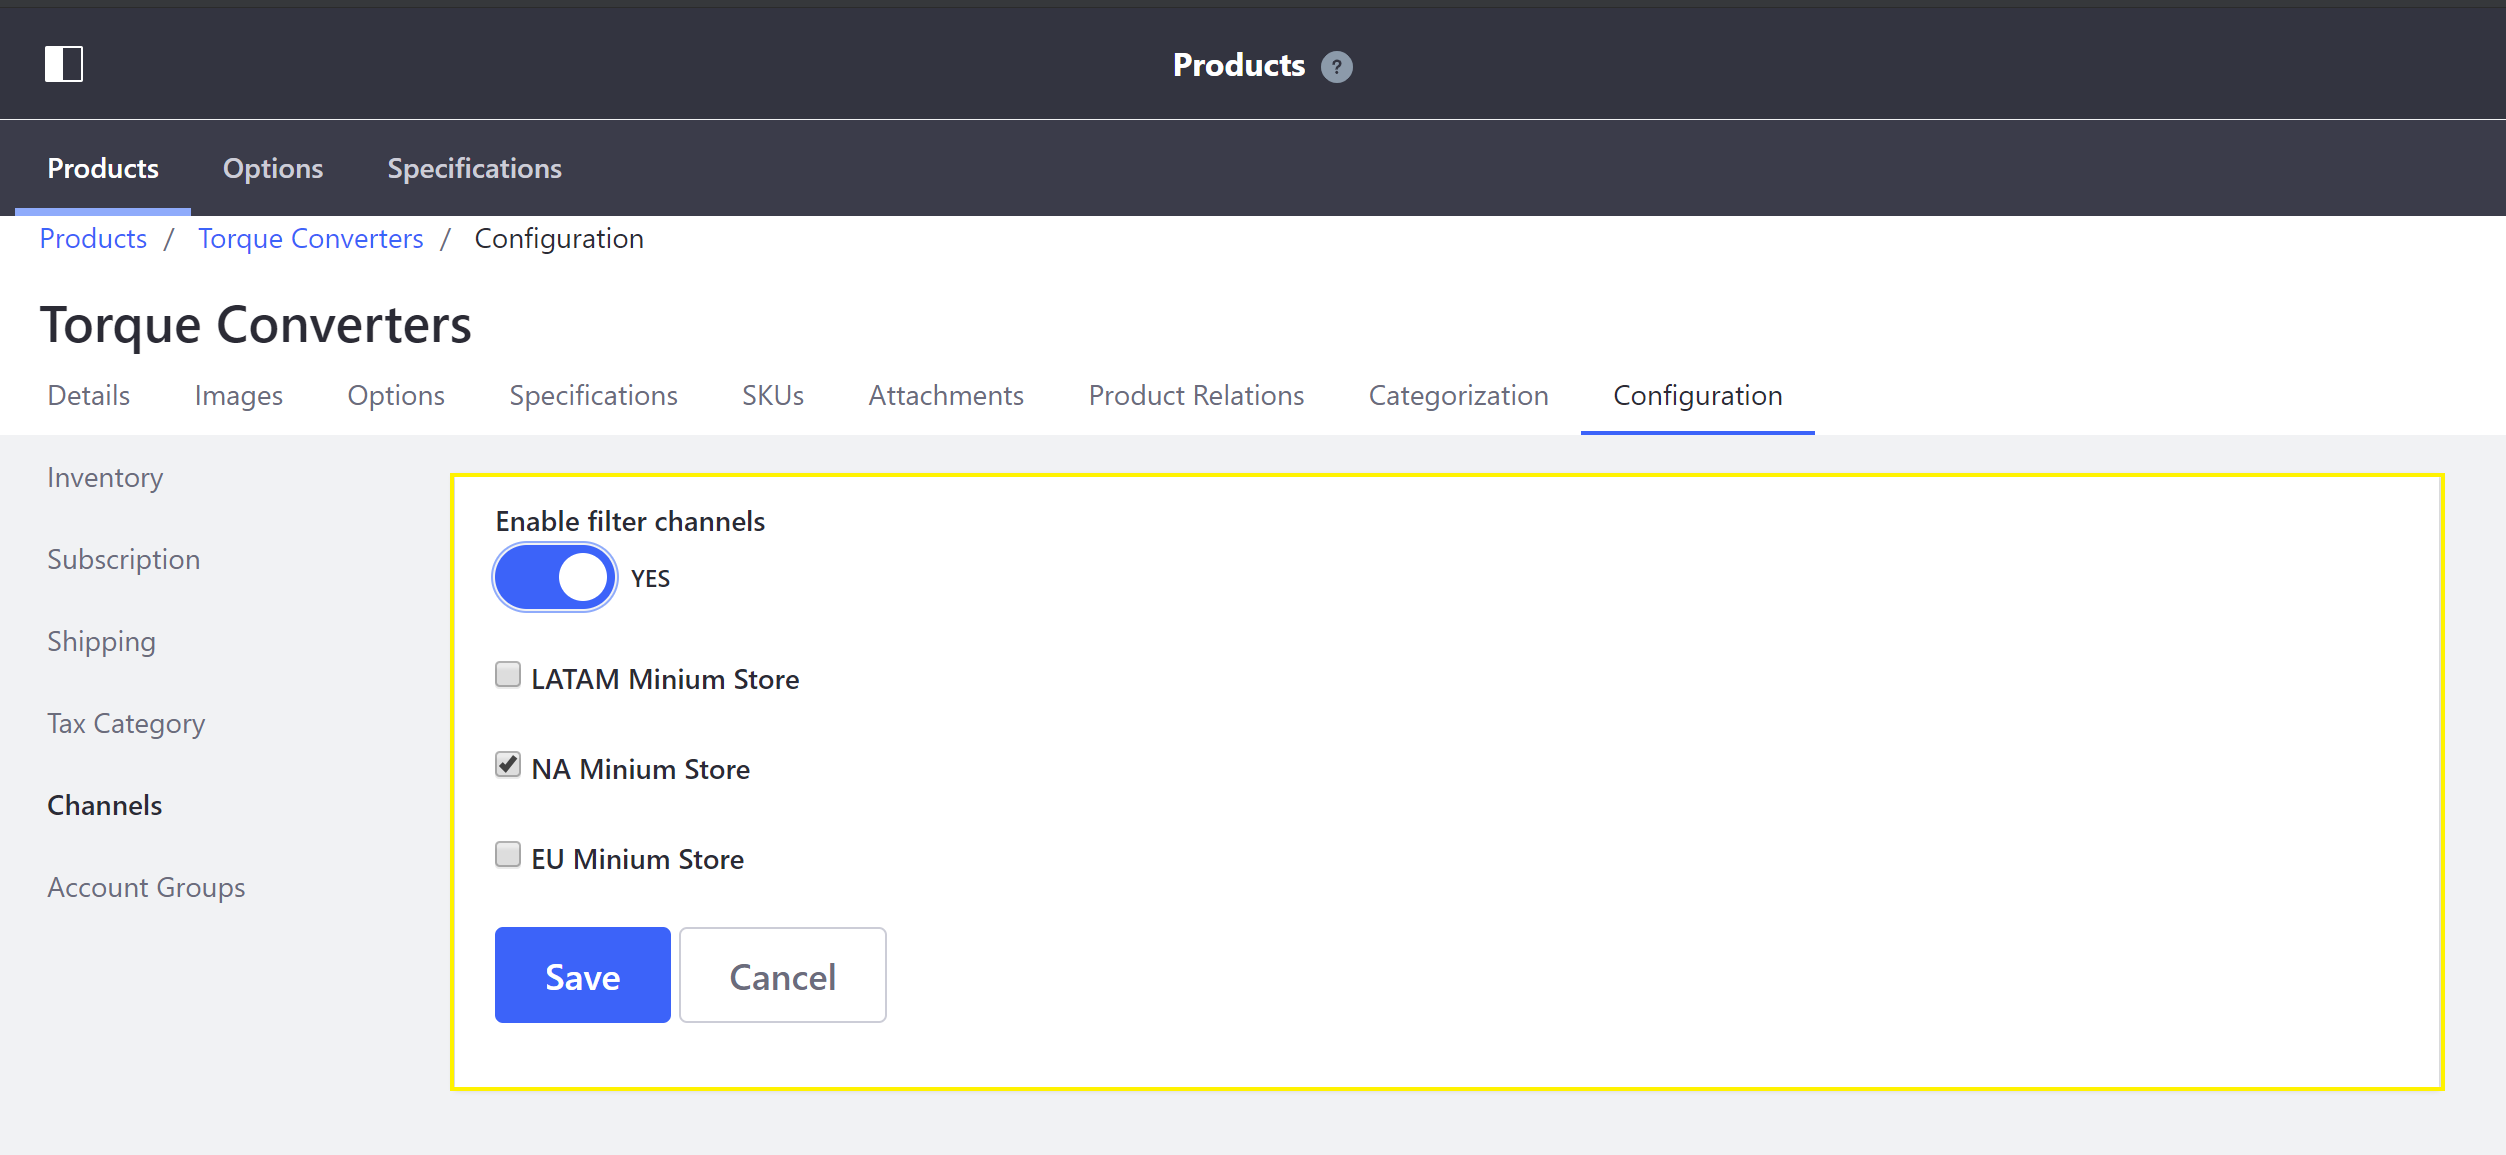 Products ?
Products Options Specifications
Products / Torque Converters / Configuration
Torque Converters
Details Images Options Specifications SKUs Attachments Product Relations Categorization Configuration
Inventory
Subscription
Shipping
Tax Category
Channels
Account Groups
Enable filter channels
YES
LATAM Minium Store
NA Minium Store
EU Minium Store
Save Cancel